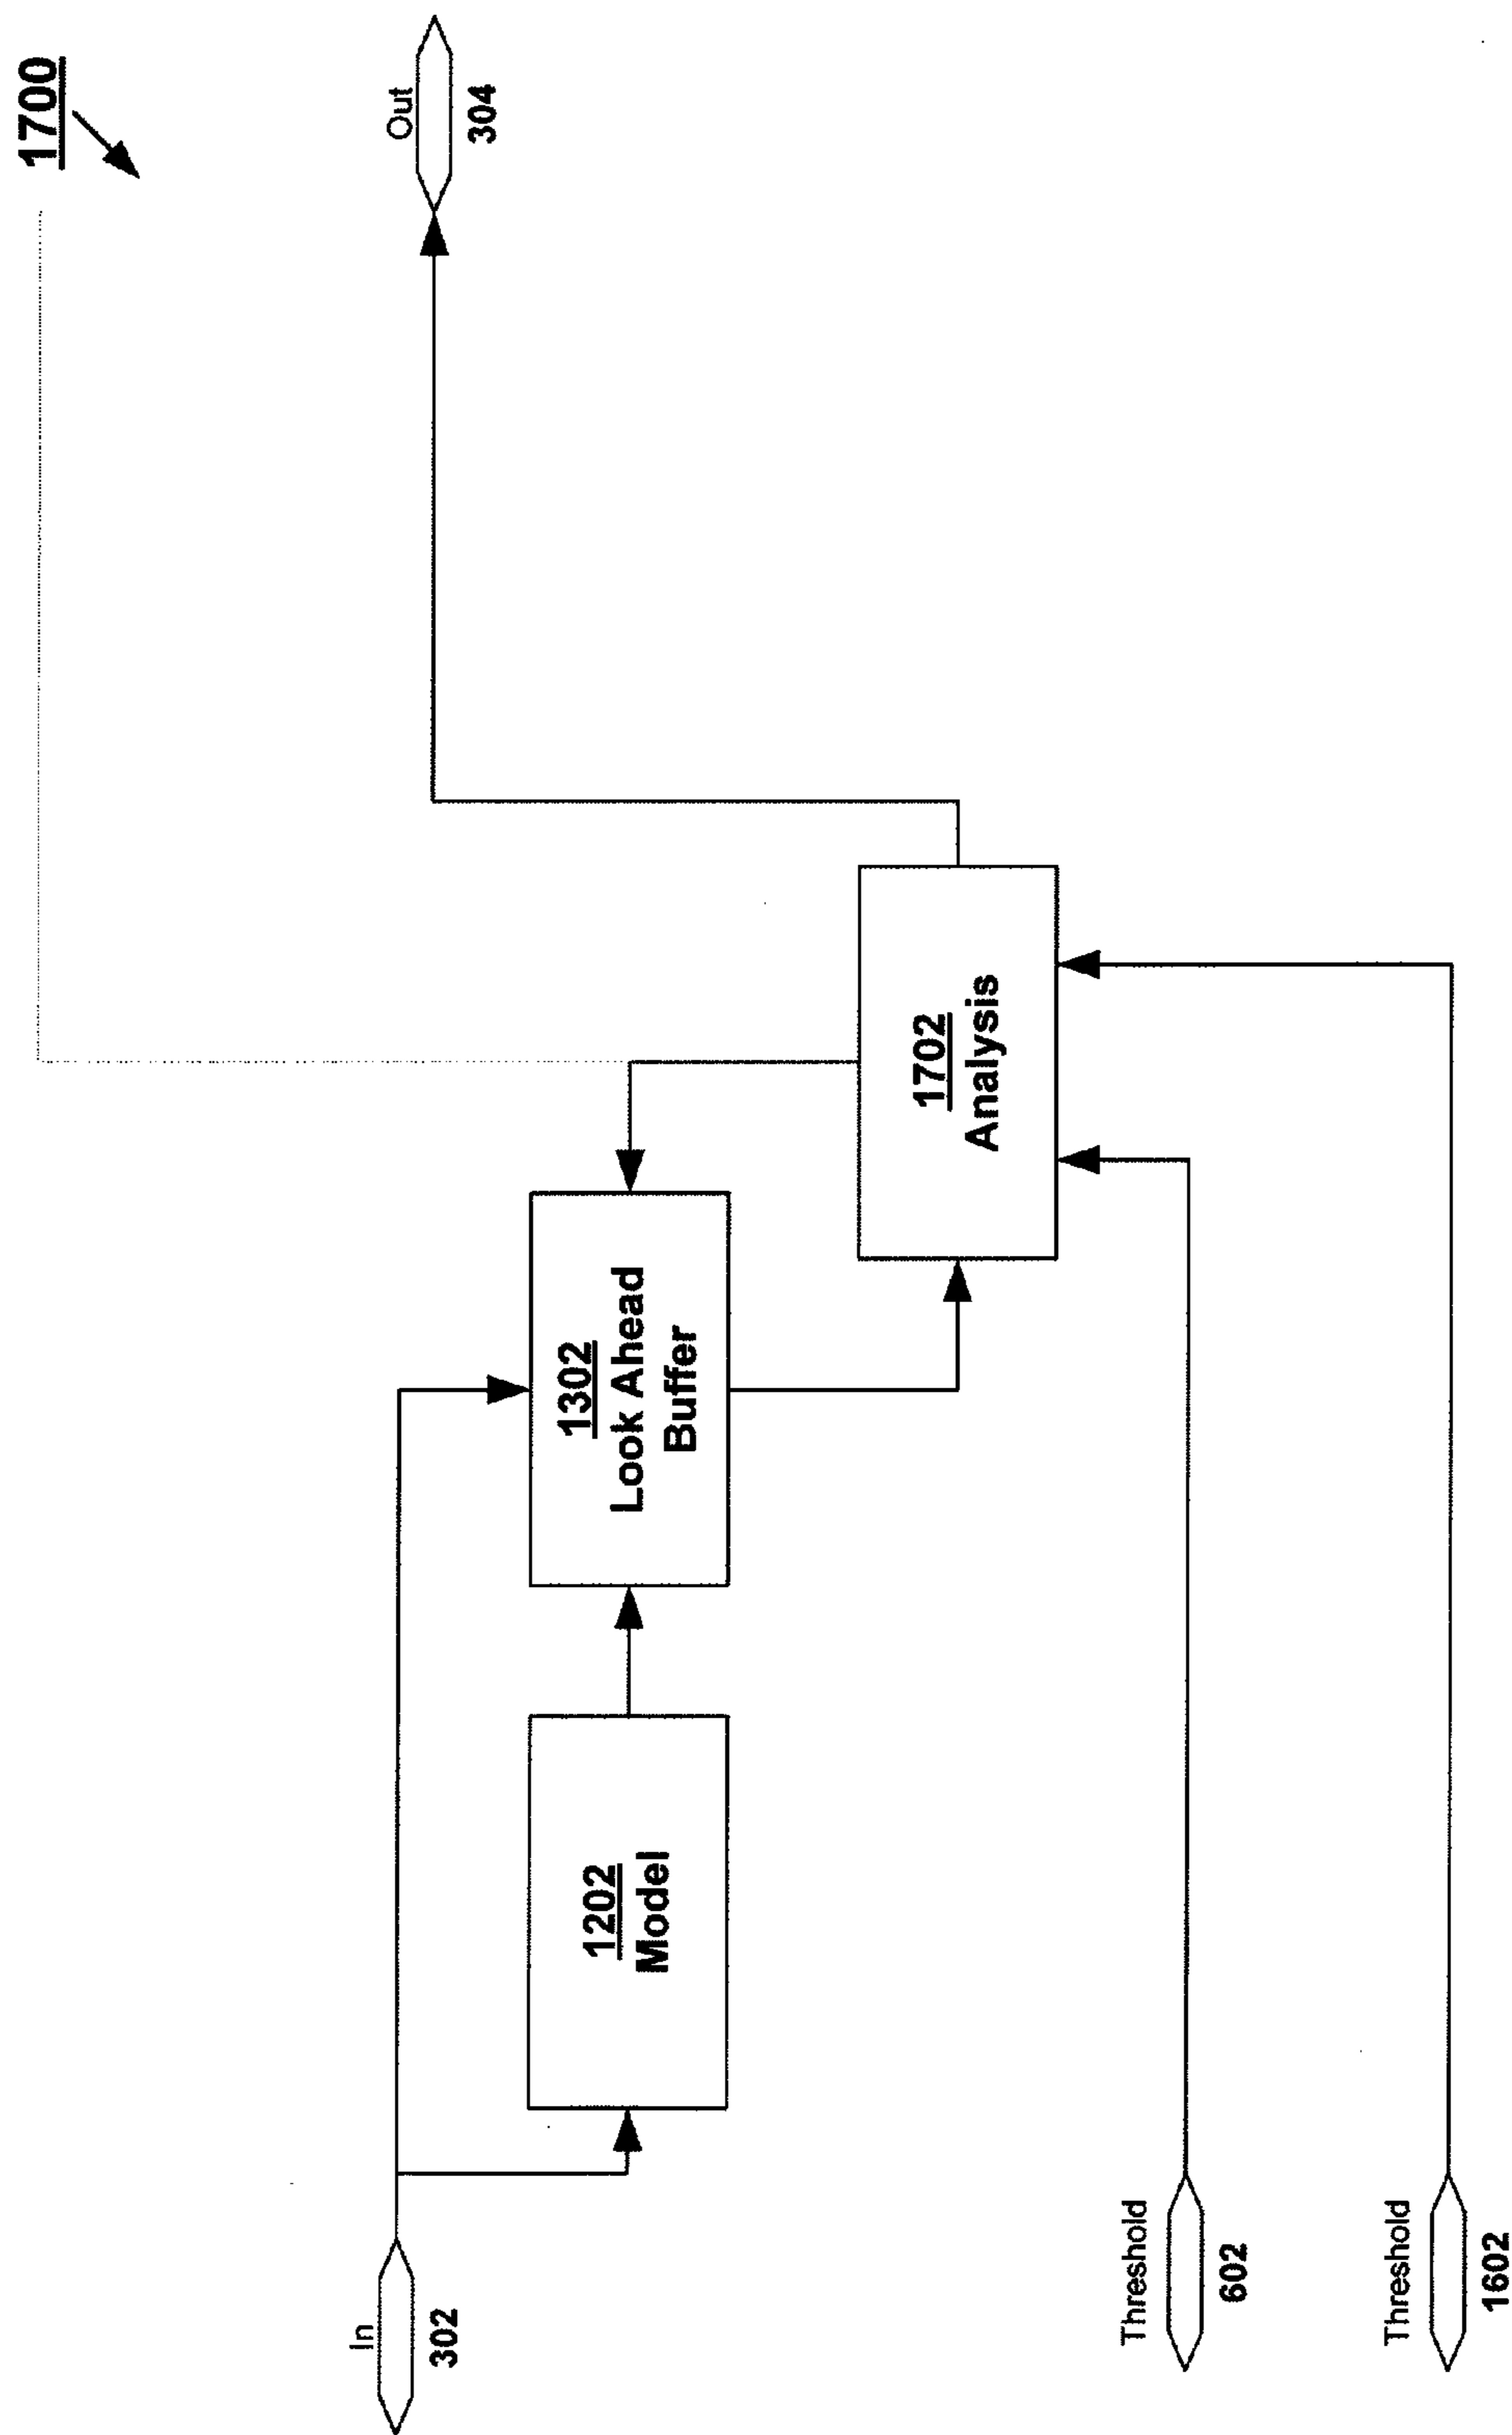 1700
Out
304
In
302
1202
Model
1302
Look Ahead
Buffer
1702
Analysis
Threshold
602
Threshold
1602